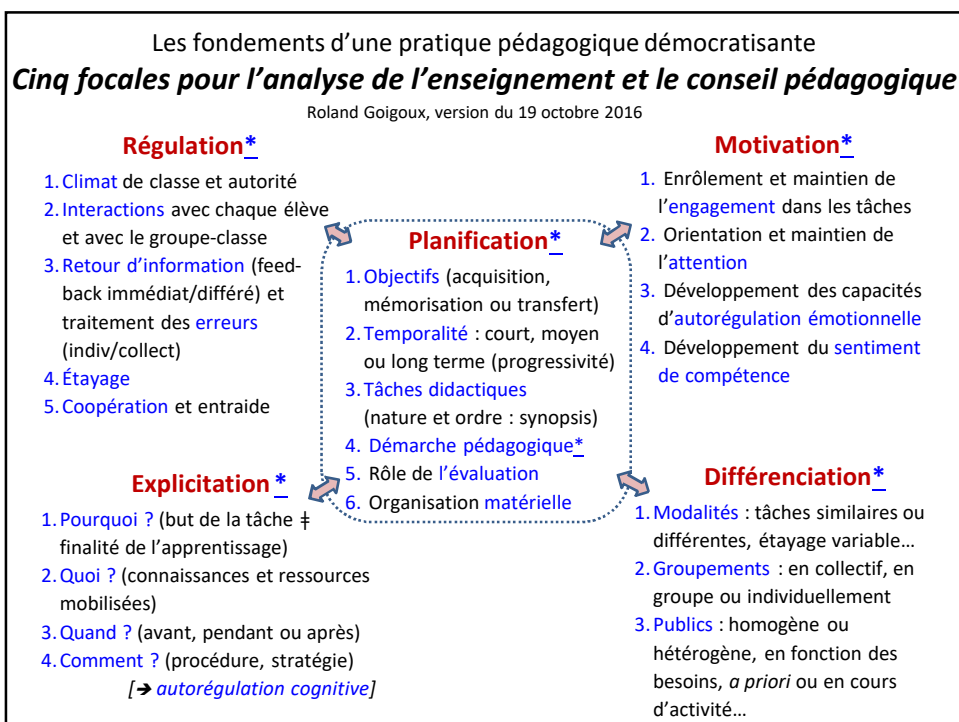 Les fondements d’une pratique pédagogique démocratisante
Cinq focales pour l’analyse de l’enseignement et le conseil pédagogique
Roland Goigoux, version du 19 octobre 2016
Régulation*
1. Climat de classe et autorité
2. Interactions avec chaque élève
et avec le groupe-classe
3. Retour d’information (feed-
back immédiat/différé) et
traitement des erreurs
(indiv/collect)
4. Étayage
5. Coopération et entraide
Motivation*
1. Enrôlement et maintien de
l’engagement dans les tâches
2. Orientation et maintien de
l’attention
3. Développement des capacités
d’autorégulation émotionnelle
4. Développement du sentiment
de compétence
Planification*
1. Objectifs (acquisition,
mémorisation ou transfert)
2. Temporalité : court, moyen
ou long terme (progressivité)
3. Tâches didactiques
(nature et ordre : synopsis)
4. Démarche pédagogique*
5. Rôle de l’évaluation
6. Organisation matérielle
Explicitation *
1. Pourquoi ? (but de la tâche ‡
finalité de l’apprentissage)
2. Quoi ? (connaissances et ressources
mobilisées)
3. Quand ? (avant, pendant ou après)
4. Comment ? (procédure, stratégie)
[➔ autorégulation cognitive]
Différenciation*
1. Modalités : tâches similaires ou
différentes, étayage variable…
2. Groupements : en collectif, en
groupe ou individuellement
3. Publics : homogène ou
hétérogène, en fonction des
besoins, a priori ou en cours
d’activité…